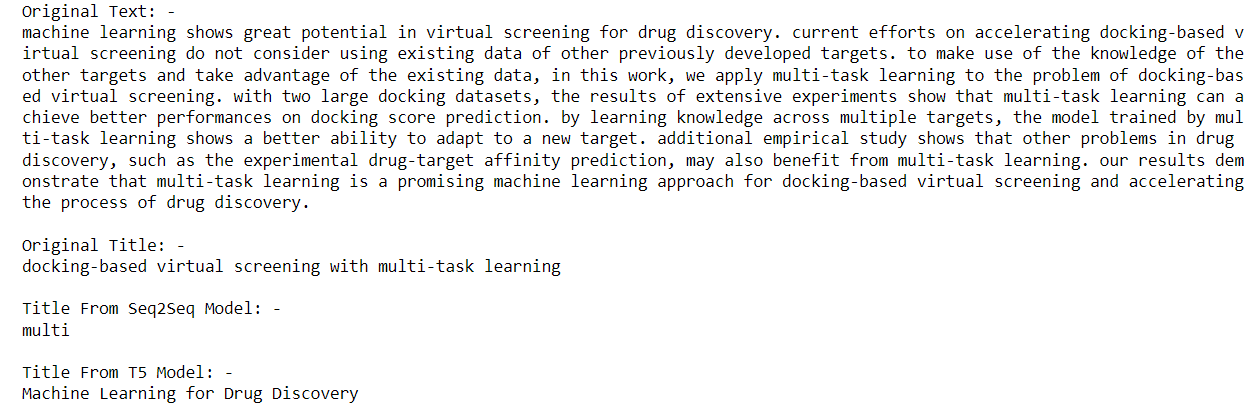 Original Text: -
machine learning shows great potential in virtual screening for drug discovery. current efforts on accelerating docking-based v
irtual screening do not consider using existing data of other previously developed targets. to make use of the knowledge of the
other targets and take advantage of the existing data, in this work, we apply multi-task learning to the problem of docking-bas
ed virtual screening. with two large docking datasets, the results of extensive experiments show that multi-task learning can a
chieve better performances on docking score prediction. by learning knowledge across multiple targets, the model trained by mul
ti-task learning shows a better ability to adapt to a new target. additional empirical study shows that other problems in drug
discovery, such as the experimental drug-target affinity prediction, may also benefit from multi-task learning. our results dem
onstrate that multi-task learning is a promising machine learning approach for docking-based virtual screening and accelerating
the process of drug discovery.
Original Title: -
docking-based virtual screening with multi-task learning
Title From Seq2Seq Model: -
multi
Title From T5 Model: -
Machine Learning for Drug Discovery